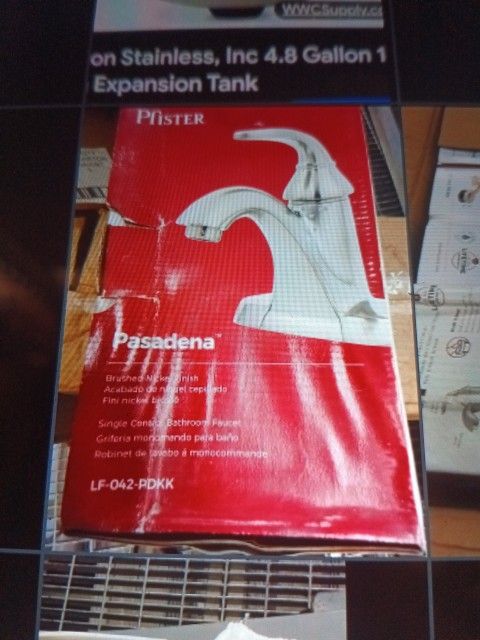 WWCSupply.c
on Stainless, Inc 4.8 Gallon 1
Expansion Tank
PfISTER
Pasadena™
Brushed Nickel Finish
Acabado de níquel cepillado
Fini nickel brossé
Single Control Bathroom Faucet
Grifería monomando para baño
Robinet de lavabo à monocommande
LF-042-PDKK